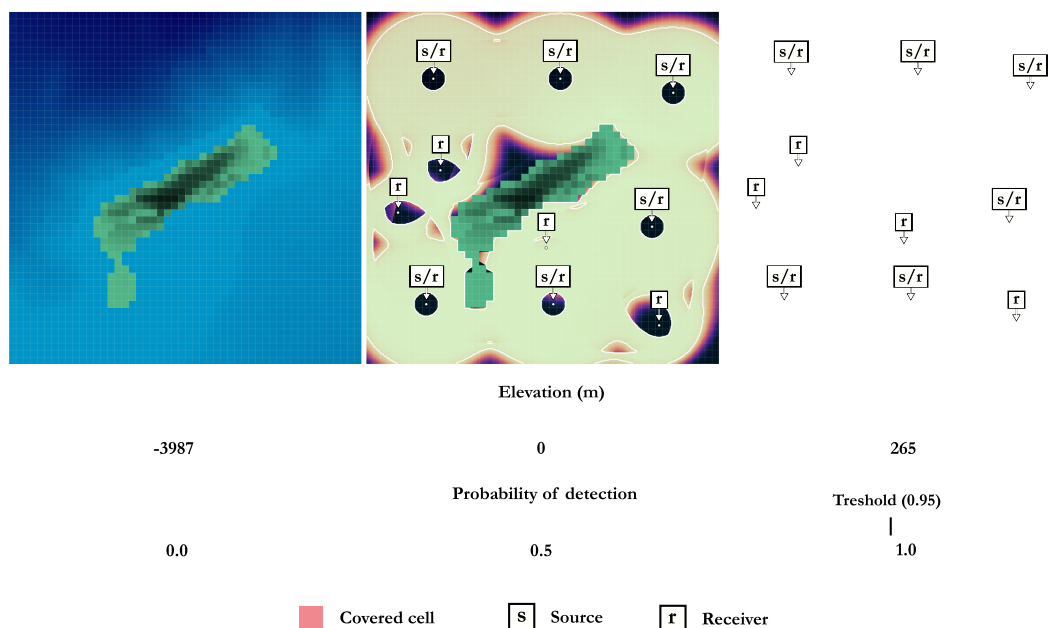 s/r s/r s/r s/r
s/r s/r
r r
r r
s/r s/r
r r
s/r s/r s/r s/r
r r
Elevation (m)
-3987 0 265
Probability of detection
Treshold (0.95)
0.0 0.5 1.0
Covered cell s Source r Receiver